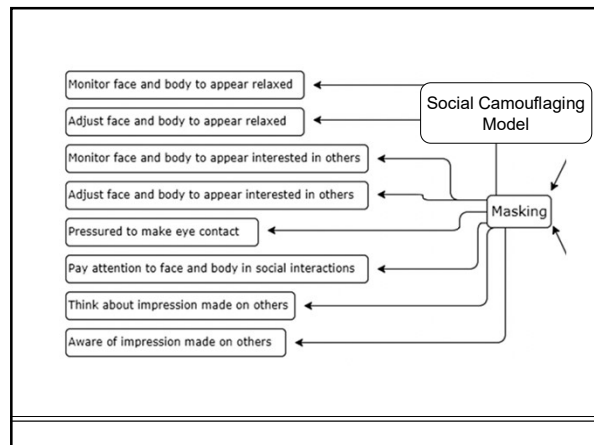 Monitor face and body to appear relaxed
Adjust face and body to appear relaxed
Monitor face and body to appear interested in others
Adjust face and body to appear interested in others
Pressured to make eye contact
Pay attention to face and body in social interactions
Think about impression made on others
Aware of impression made on others
Social Camouflaging
Model
Masking